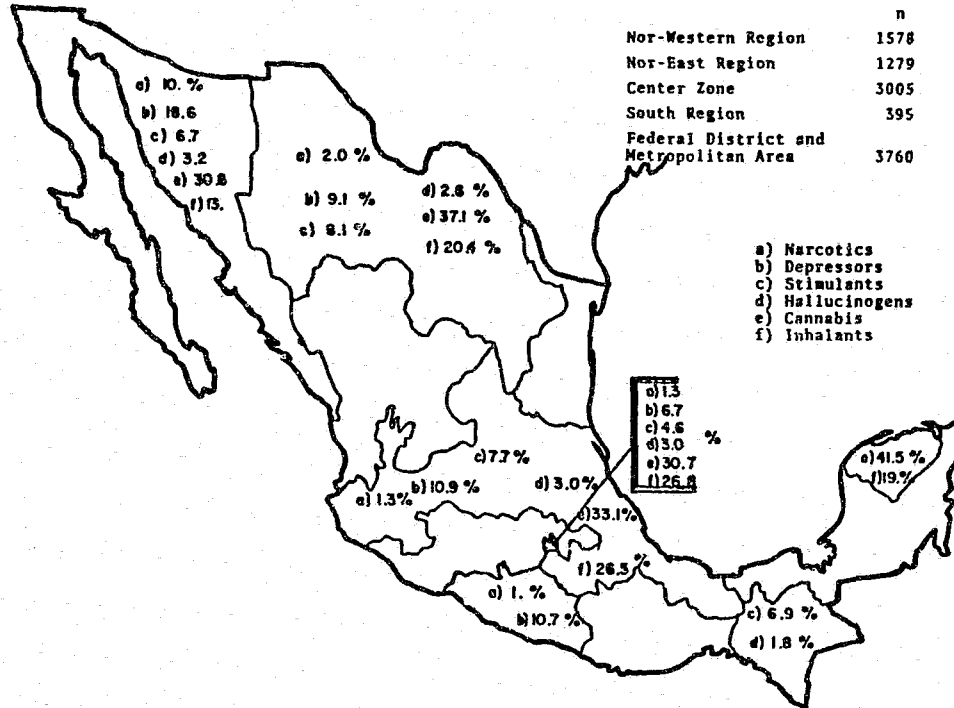 n
Nor-Western Region 1578
Nor-East Region 1279
Center Zone 3005
South Region 395
Federal District and
Metropolitan Area 3760
a) Narcotics
b) Depressors
c) Stimulants
d) Hallucinogens
e) Cannabis
f) Inhalants
a) 10. %
b) 18.6
c) 6.7
d) 3.2
e) 30.8
f) 13.
a) 2.0 %
b) 9.1 %
c) 8.1 %
d) 2.8 %
e) 37.1 %
f) 20.4 %
a) 1.3
b) 6.7
c) 4.6
d) 3.0 %
e) 30.7
f) 26.8
e) 41.5 %
f) 19. %
c) 7.7 %
b) 10.9 %
d) 3.0 %
a) 1.3%
e) 33.1%
f) 26.5 %
a) 1. %
b) 10.7 %
c) 6.9 %
d) 1.8 %